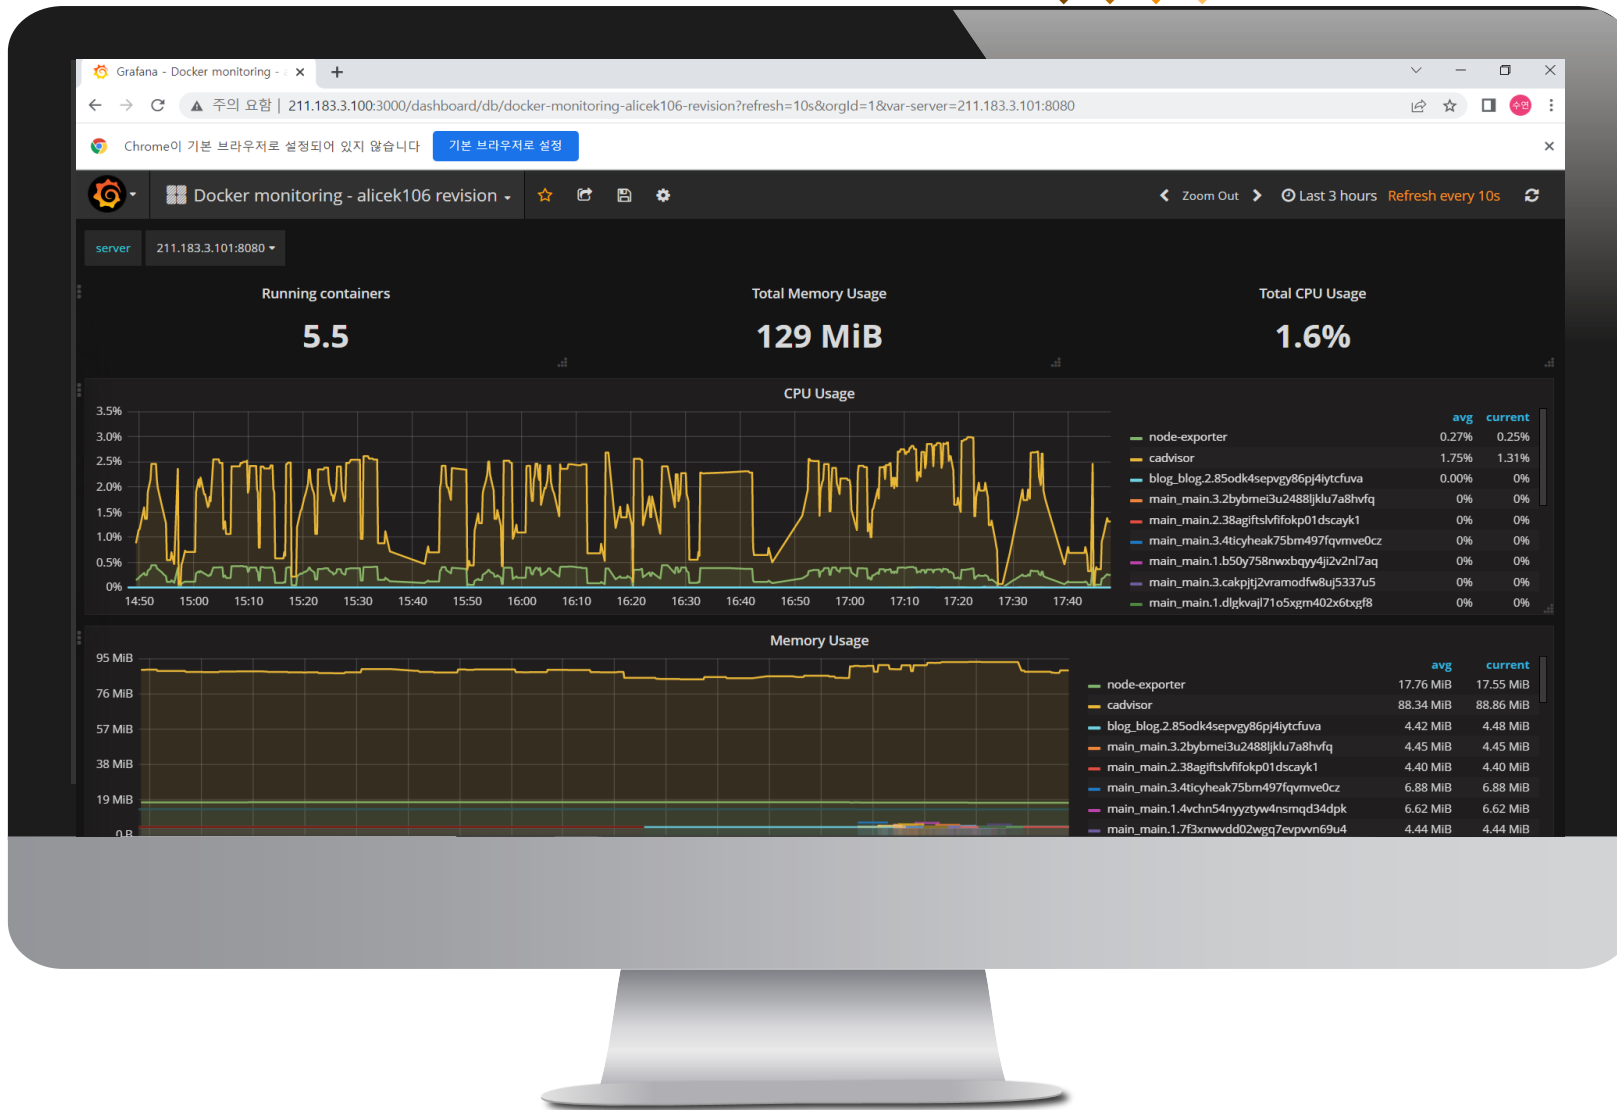 Grafana - Docker monitoring - a
주의 요함 | 211.183.3.100:3000/dashboard/db/docker-monitoring-alicek106-revision?refresh=10s&orgId=1&var-server=211.183.3.101:8080
수연
Chrome이 기본 브라우저로 설정되어 있지 않습니다 기본 브라우저로 설정
Docker monitoring - alicek106 revision Zoom Out Last 3 hours Refresh every 10s
server 211.183.3.101:8080
Running containers Total Memory Usage Total CPU Usage
5.5 129 MiB 1.6%
CPU Usage
3.5%
3.0%
2.5%
2.0%
1.5%
1.0%
0.5%
0%
14:50 15:00 15:10 15:20 15:30 15:40 15:50 16:00 16:10 16:20 16:30 16:40 16:50 17:00 17:10 17:20 17:30 17:40
avg current
node-exporter 0.27% 0.25%
cadvisor 1.75% 1.31%
blog_blog.2.85odk4sepvgy86pj4iytcfuva 0.00% 0%
main_main.3.2bybmei3u2488ljklu7a8hvfq 0% 0%
main_main.2.38agiftslvfifokp01dscayk1 0% 0%
main_main.3.4ticyheak75bm497fqvmve0cz 0% 0%
main_main.1.b50y758nwxbqyy4ji2v2nl7aq 0% 0%
main_main.3.cakpjtj2vramodfw8uj5337u5 0% 0%
main_main.1.dlgkvajl71o5xgm402x6txgf8 0% 0%
Memory Usage
95 MiB
76 MiB
57 MiB
38 MiB
19 MiB
0 B
avg current
node-exporter 17.76 MiB 17.55 MiB
cadvisor 88.34 MiB 88.86 MiB
blog_blog.2.85odk4sepvgy86pj4iytcfuva 4.42 MiB 4.48 MiB
main_main.3.2bybmei3u2488ljklu7a8hvfq 4.45 MiB 4.45 MiB
main_main.2.38agiftslvfifokp01dscayk1 4.40 MiB 4.40 MiB
main_main.3.4ticyheak75bm497fqvmve0cz 6.88 MiB 6.88 MiB
main_main.1.4vchn54nyyztyw4nsmqd34dpk 6.62 MiB 6.62 MiB
main_main.1.7f3xnwvdd02wgq7evpvvn69u4 4.44 MiB 4.44 MiB